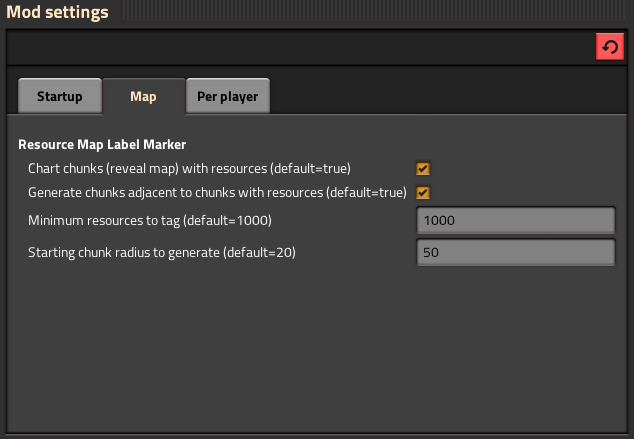 Mod settings
Startup
Map
Per player
Resource Map Label Marker
Chart chunks (reveal map) with resources (default=true)
Generate chunks adjacent to chunks with resources (default=true)
Minimum resources to tag (default=1000) 1000
Starting chunk radius to generate (default=20) 50